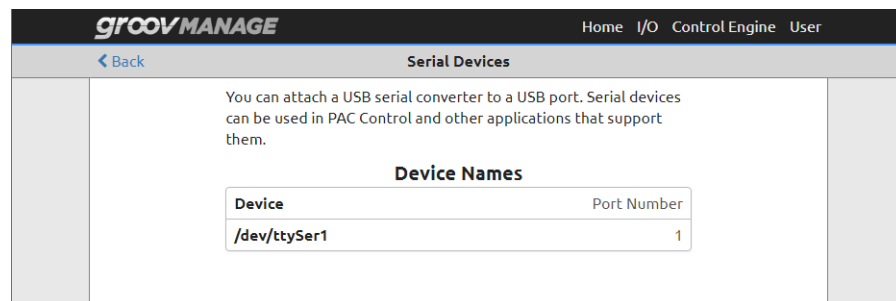 groov MANAGE Home I/O Control Engine User
Back Serial Devices
You can attach a USB serial converter to a USB port. Serial devices
can be used in PAC Control and other applications that support
them.
Device Names
Device Port Number
/dev/ttySer1 1